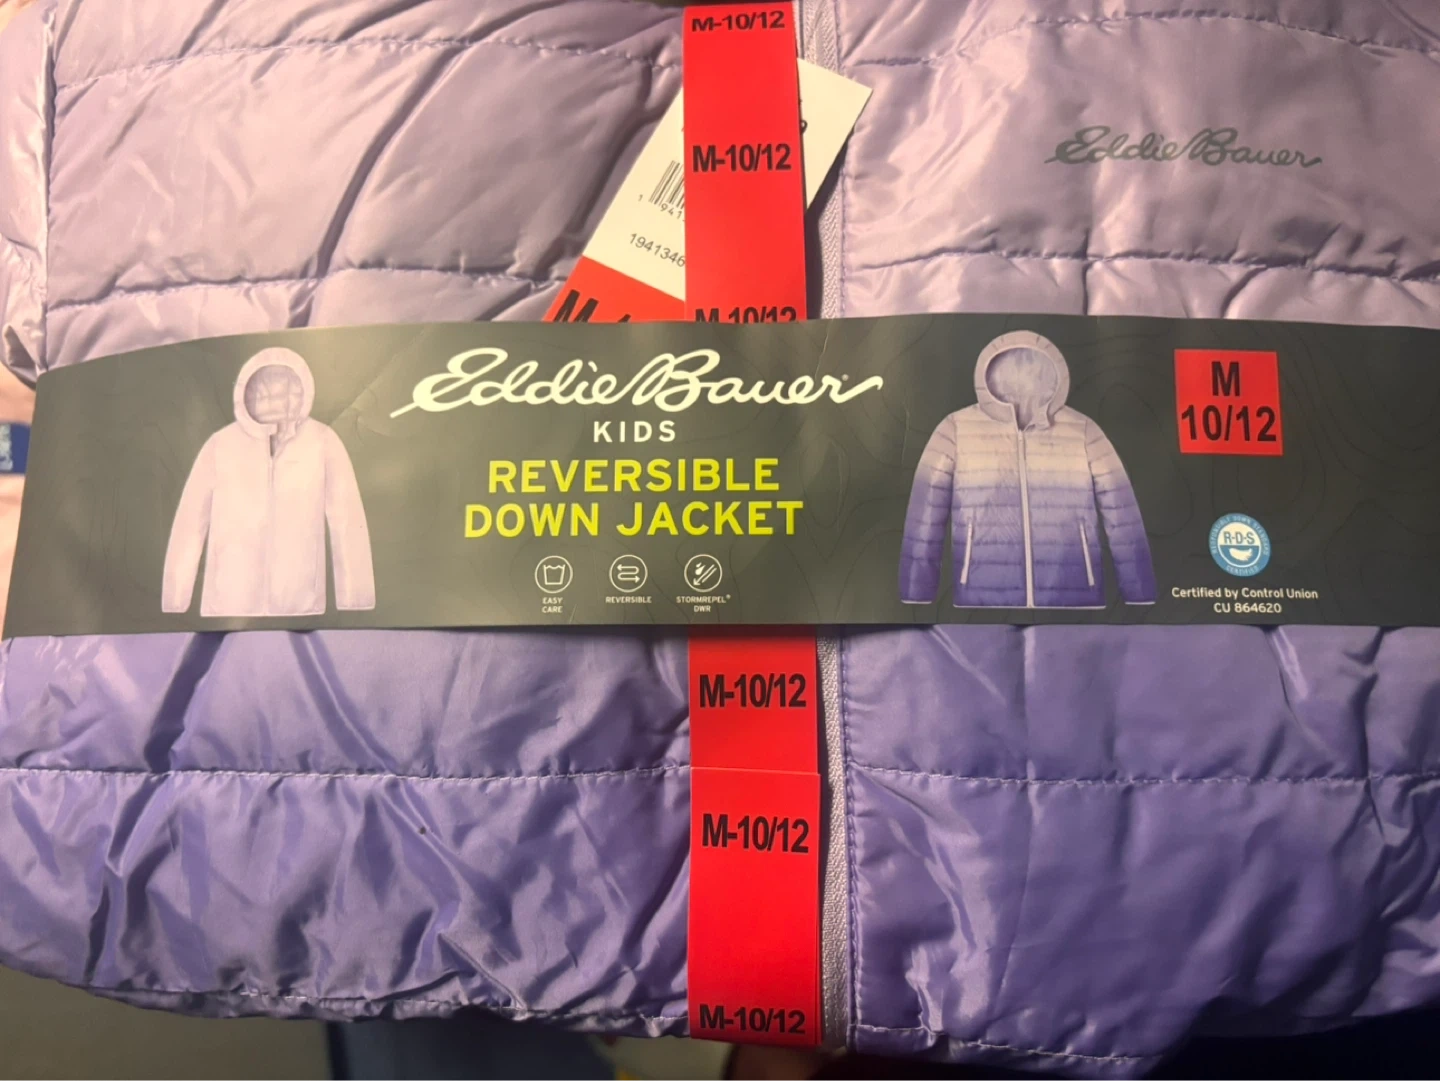 M-10/12
M-10/12
Eddie Bauer
1941346
M-10/12
Eddie Bauer
KIDS
REVERSIBLE
DOWN JACKET
EASY
CARE
REVERSIBLE
STORMREPEL®
DWR
M
10/12
R·D·S
CERTIFIED
Certified by Control Union
CU 864620
M-10/12
M-10/12
M-10/12